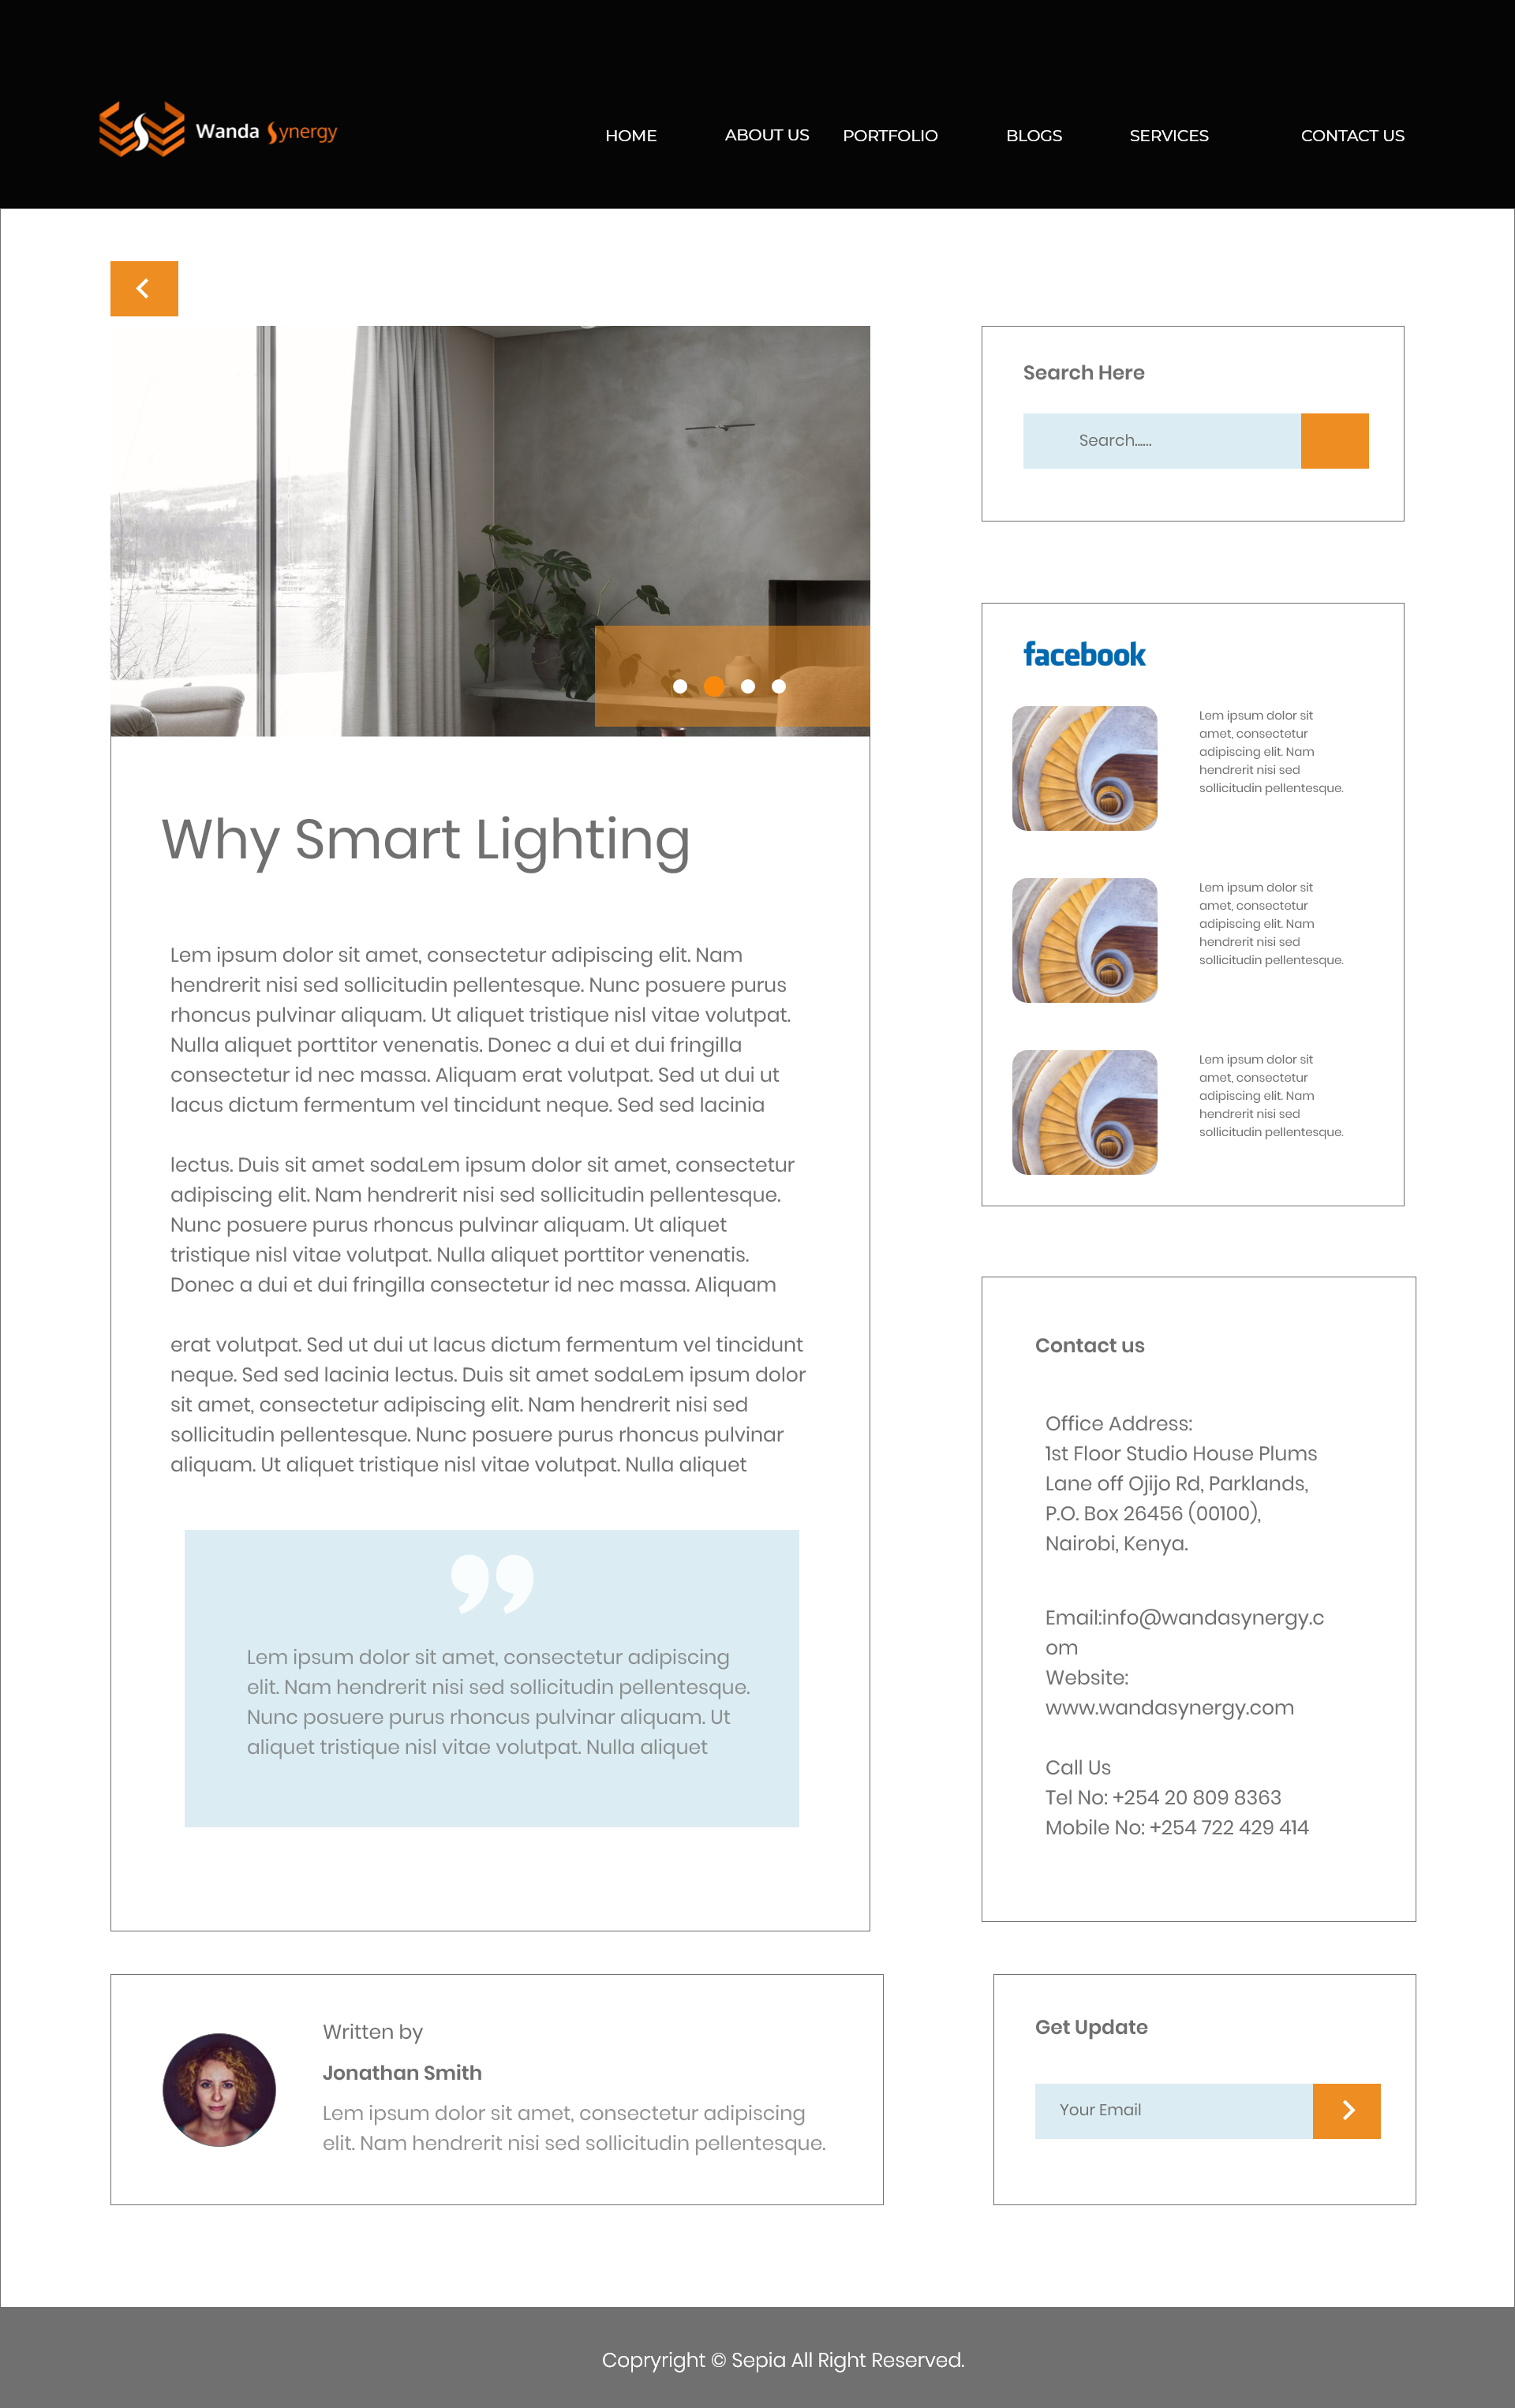 Wanda Synergy
HOME
ABOUT US
PORTFOLIO
BLOGS
SERVICES
CONTACT US
Why Smart Lighting
Lem ipsum dolor sit amet, consectetur adipiscing elit. Nam
hendrerit nisi sed sollicitudin pellentesque. Nunc posuere purus
rhoncus pulvinar aliquam. Ut aliquet tristique nisl vitae volutpat.
Nulla aliquet porttitor venenatis. Donec a dui et dui fringilla
consectetur id nec massa. Aliquam erat volutpat. Sed ut dui ut
lacus dictum fermentum vel tincidunt neque. Sed sed lacinia
lectus. Duis sit amet sodaLem ipsum dolor sit amet, consectetur
adipiscing elit. Nam hendrerit nisi sed sollicitudin pellentesque.
Nunc posuere purus rhoncus pulvinar aliquam. Ut aliquet
tristique nisl vitae volutpat. Nulla aliquet porttitor venenatis.
Donec a dui et dui fringilla consectetur id nec massa. Aliquam
erat volutpat. Sed ut dui ut lacus dictum fermentum vel tincidunt
neque. Sed sed lacinia lectus. Duis sit amet sodaLem ipsum dolor
sit amet, consectetur adipiscing elit. Nam hendrerit nisi sed
sollicitudin pellentesque. Nunc posuere purus rhoncus pulvinar
aliquam. Ut aliquet tristique nisl vitae volutpat. Nulla aliquet
”
Lem ipsum dolor sit amet, consectetur adipiscing
elit. Nam hendrerit nisi sed sollicitudin pellentesque.
Nunc posuere purus rhoncus pulvinar aliquam. Ut
aliquet tristique nisl vitae volutpat. Nulla aliquet
Written by
Jonathan Smith
Lem ipsum dolor sit amet, consectetur adipiscing
elit. Nam hendrerit nisi sed sollicitudin pellentesque.
Search Here
Search......
facebook
Lem ipsum dolor sit
amet, consectetur
adipiscing elit. Nam
hendrerit nisi sed
sollicitudin pellentesque.
Lem ipsum dolor sit
amet, consectetur
adipiscing elit. Nam
hendrerit nisi sed
sollicitudin pellentesque.
Lem ipsum dolor sit
amet, consectetur
adipiscing elit. Nam
hendrerit nisi sed
sollicitudin pellentesque.
Contact us
Office Address:
1st Floor Studio House Plums
Lane off Ojijo Rd, Parklands,
P.O. Box 26456 (00100),
Nairobi, Kenya.
Email:info@wandasynergy.c
om
Website:
www.wandasynergy.com
Call Us
Tel No: +254 20 809 8363
Mobile No: +254 722 429 414
Get Update
Your Email
Copryright © Sepia All Right Reserved.